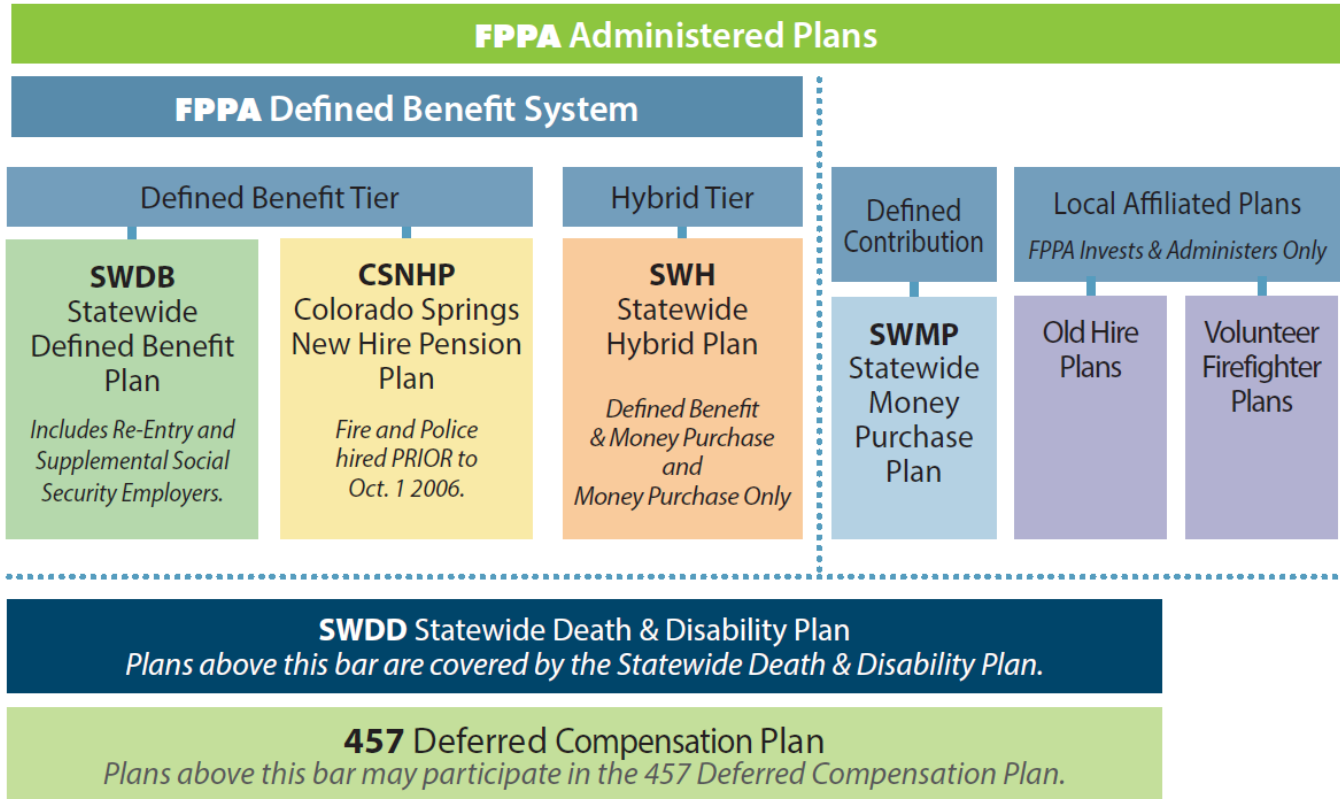 FPPA Administered Plans
FPPA Defined Benefit System
Defined Benefit Tier
SWDB
Statewide
Defined Benefit
Plan
Includes Re-Entry and
Supplemental Social
Security Employers.
CSNHP
Colorado Springs
New Hire Pension
Plan
Fire and Police
hired PRIOR to
Oct. 1 2006.
Hybrid Tier
SWH
Statewide
Hybrid Plan
Defined Benefit
& Money Purchase
and
Money Purchase Only
Defined
Contribution
SWMP
Statewide
Money
Purchase
Plan
Local Affiliated Plans
FPPA Invests & Administers Only
Old Hire
Plans
Volunteer
Firefighter
Plans
SWDD Statewide Death & Disability Plan
Plans above this bar are covered by the Statewide Death & Disability Plan.
457 Deferred Compensation Plan
Plans above this bar may participate in the 457 Deferred Compensation Plan.